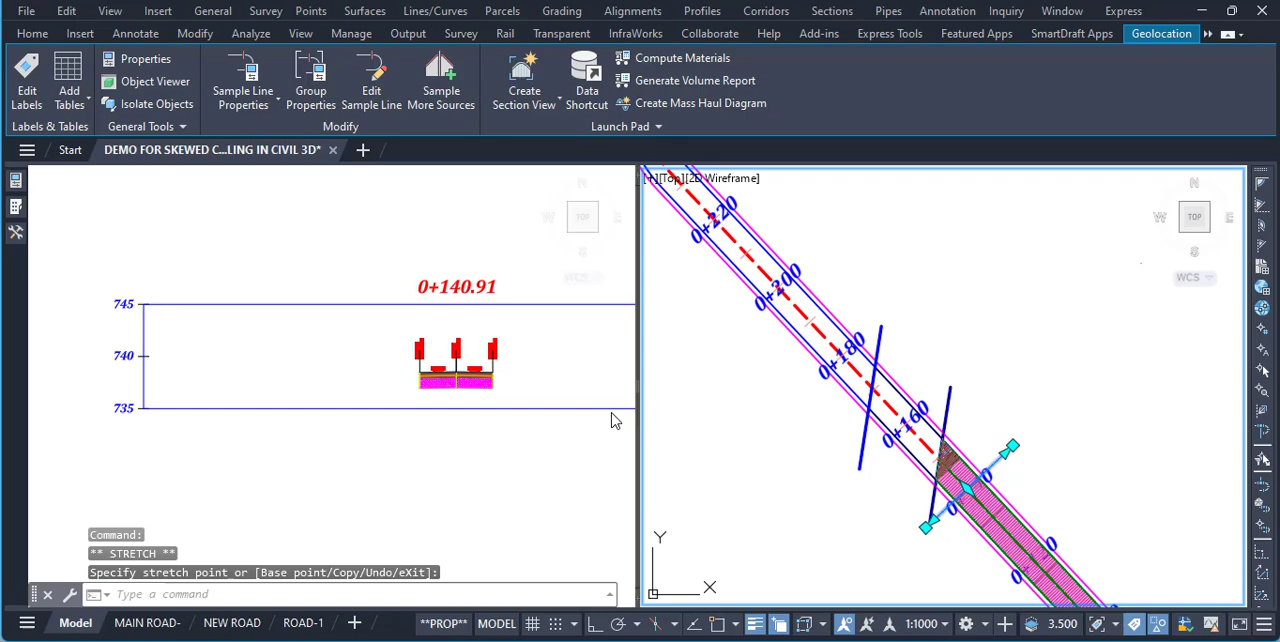 File Edit View Insert General Survey Points Surfaces Lines/Curves Parcels Grading Alignments Profiles Corridors Sections Pipes Annotation Inquiry Window Express
Home Insert Annotate Modify Analyze View Manage Output Survey Rail Transparent InfraWorks Collaborate Help Add-ins Express Tools Featured Apps SmartDraft Apps Geolocation
Edit Labels
Add Tables
Labels & Tables
Properties
Object Viewer
Isolate Objects
General Tools
Sample Line Properties
Group Properties
Edit Sample Line
Sample More Sources
Modify
Create Section View
Data Shortcut
Compute Materials
Generate Volume Report
Create Mass Haul Diagram
Launch Pad
Start DEMO FOR SKEWED C...LING IN CIVIL 3D*
N
W TOP E
S
WCS
0+140.91
745
740
735
[+][Top][2D Wireframe]
N
W TOP E
S
WCS
0+220
0+200
0+180
0+160
0
0
0
0
Y
X
Command:
** STRETCH **
Specify stretch point or [Base point/Copy/Undo/eXit]:
Type a command
Model MAIN ROAD- NEW ROAD ROAD-1 **PROP** MODEL 1:1000 3.500